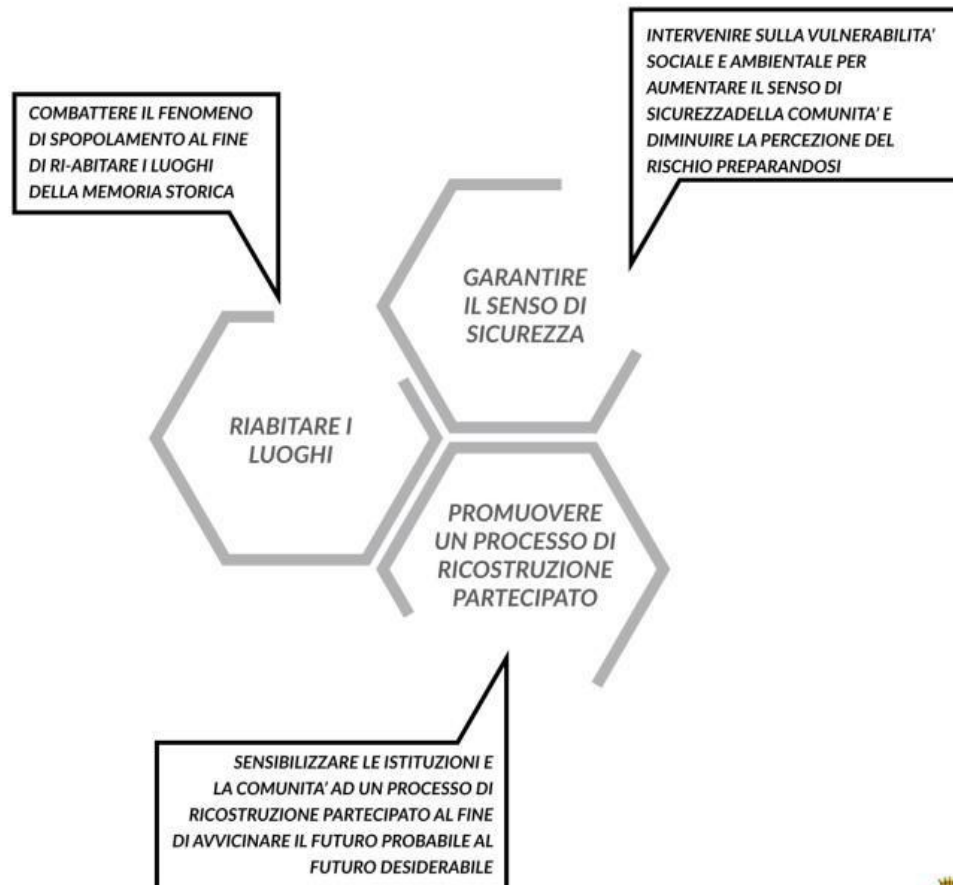 INTERVENIRE SULLA VULNERABILITA'
SOCIALE E AMBIENTALE PER
AUMENTARE IL SENSO DI
SICUREZZADELLA COMUNITA' E
DIMINUIRE LA PERCEZIONE DEL
RISCHIO PREPARANDOSI
COMBATTERE IL FENOMENO
DI SPOPOLAMENTO AL FINE
DI RI-ABITARE I LUOGHI
DELLA MEMORIA STORICA
GARANTIRE
IL SENSO DI
SICUREZZA
RIABITARE I
LUOGHI
PROMUOVERE
UN PROCESSO DI
RICOSTRUZIONE
PARTECIPATO
SENSIBILIZZARE LE ISTITUZIONI E
LA COMUNITA' AD UN PROCESSO DI
RICOSTRUZIONE PARTECIPATO AL FINE
DI AVVICINARE IL FUTURO PROBABILE AL
FUTURO DESIDERABILE